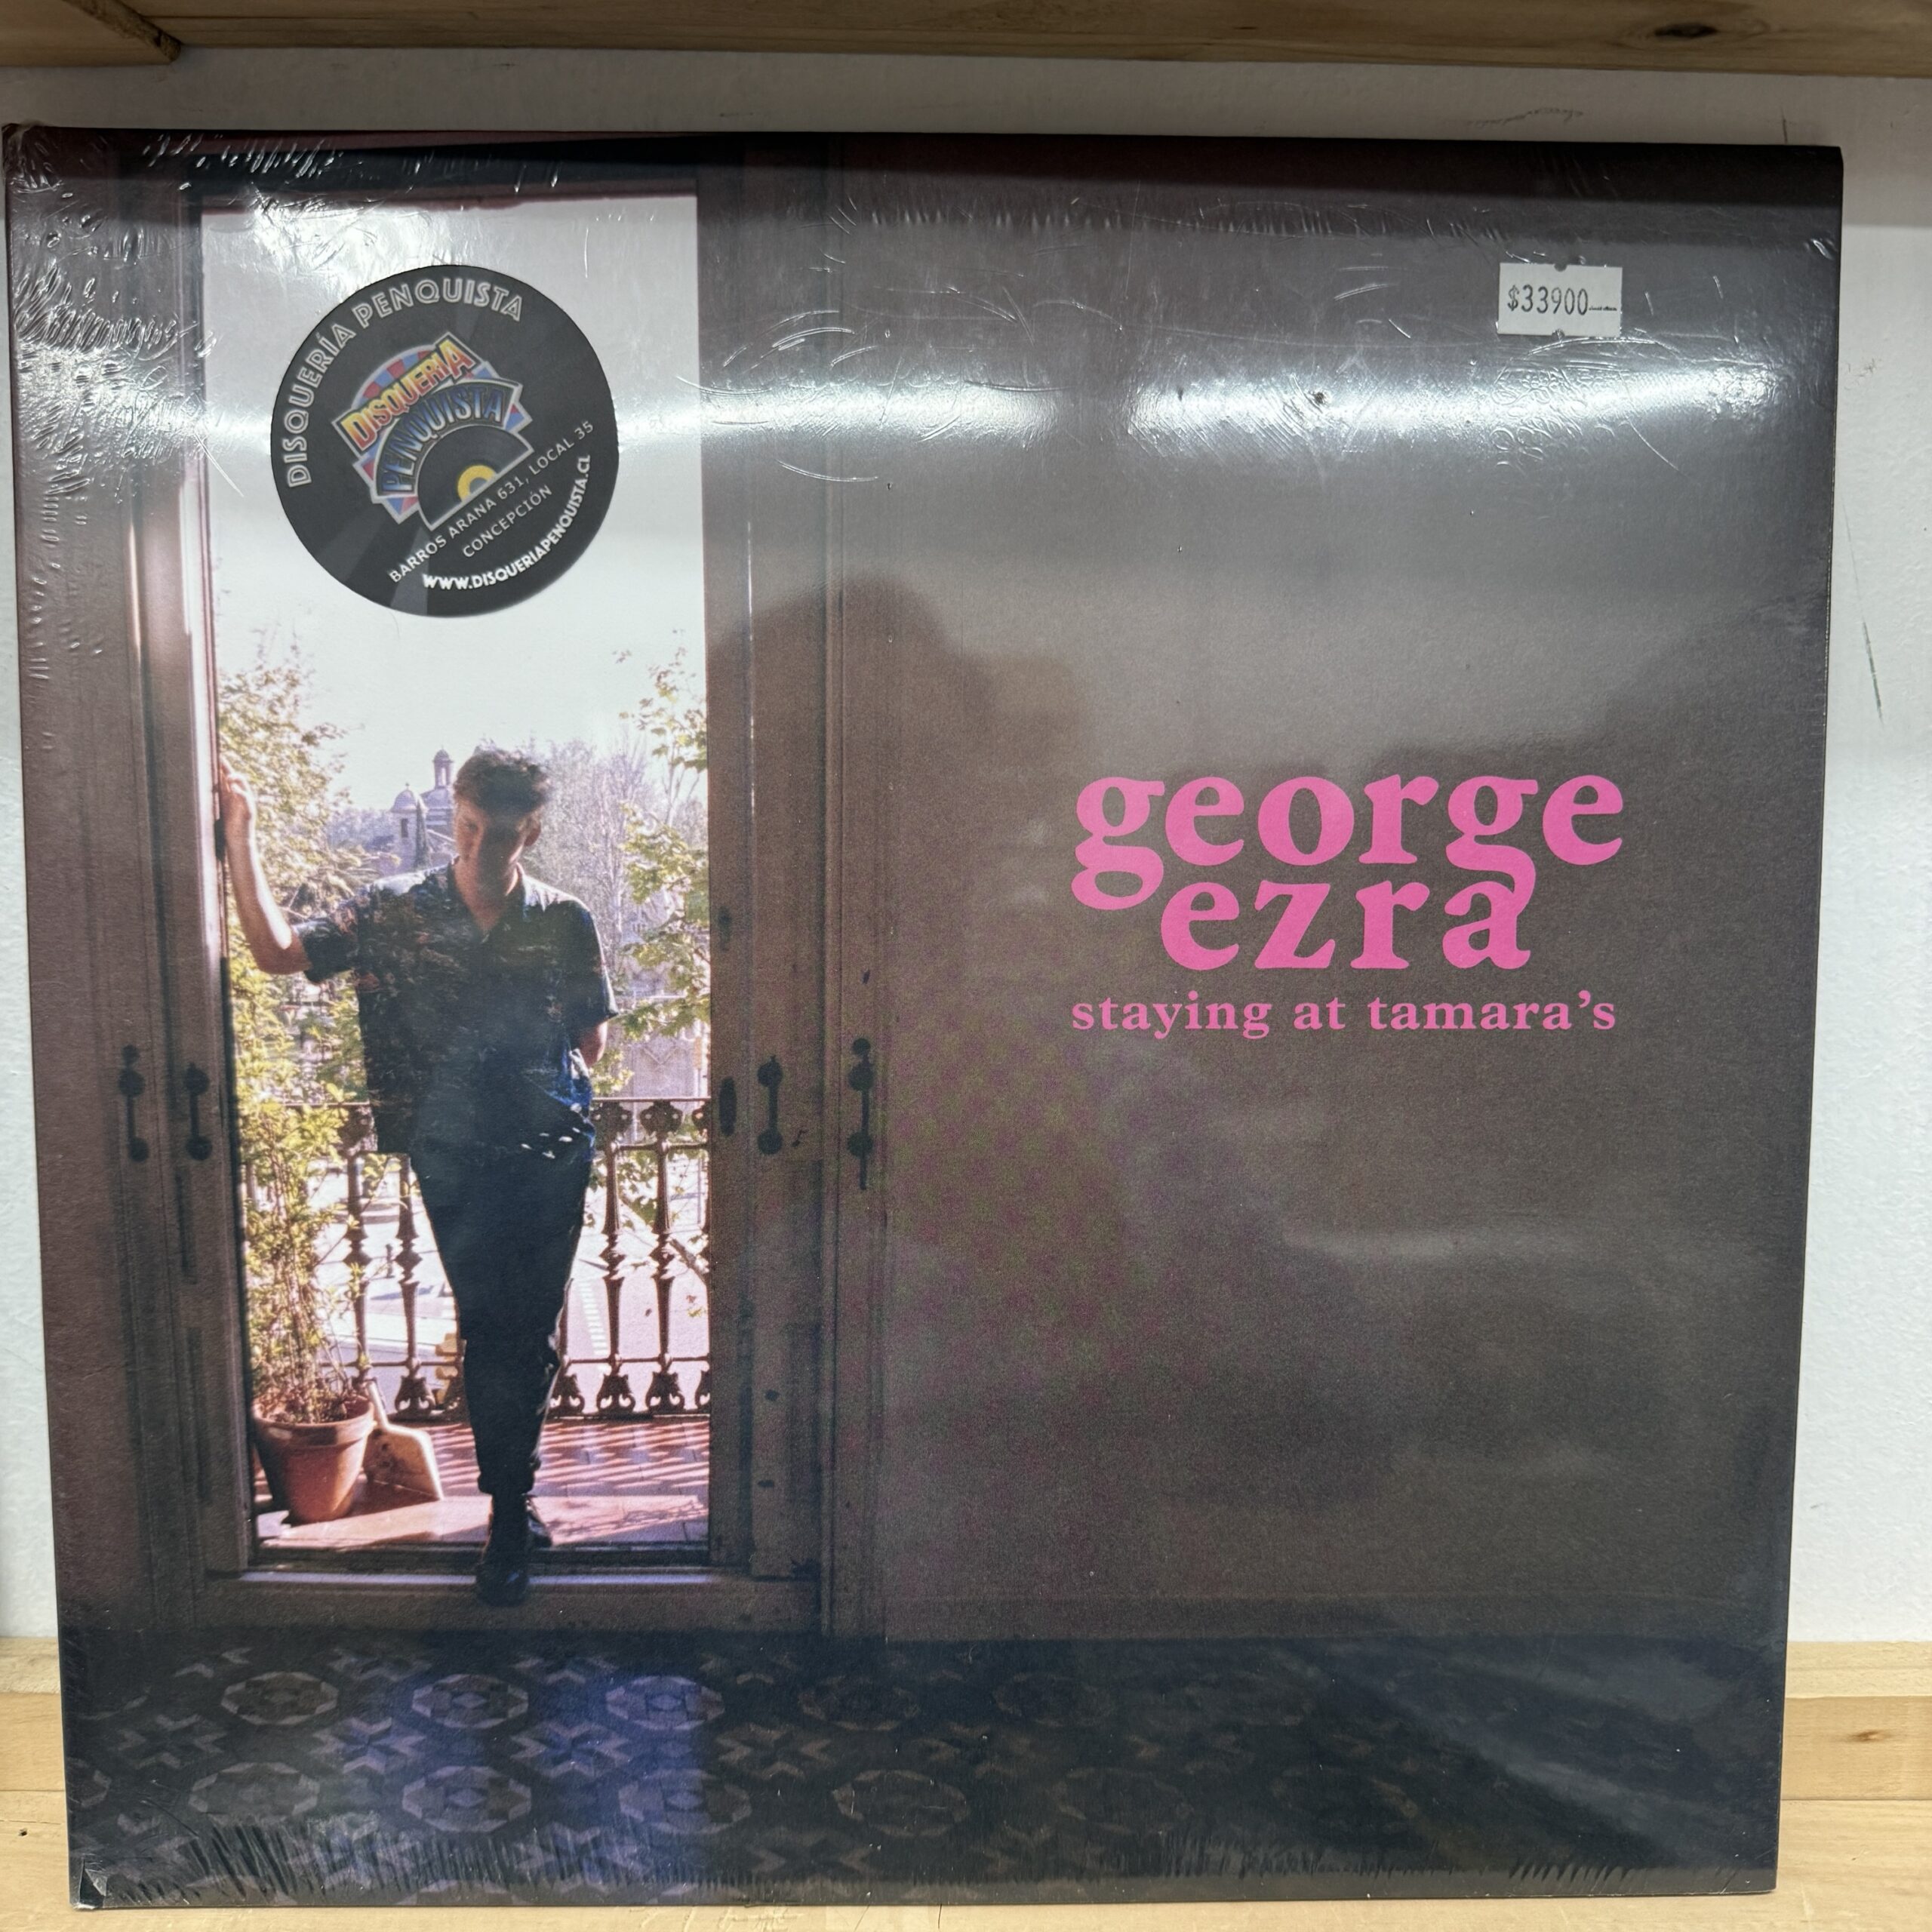 DISQUERÍA PENQUISTA
DISQUERIA
PENQUISTA
BARROS ARANA 631, LOCAL 35
CONCEPCIÓN
WWW.DISQUERIAPENQUISTA.CL
$33900
george
ezra
staying at tamara’s